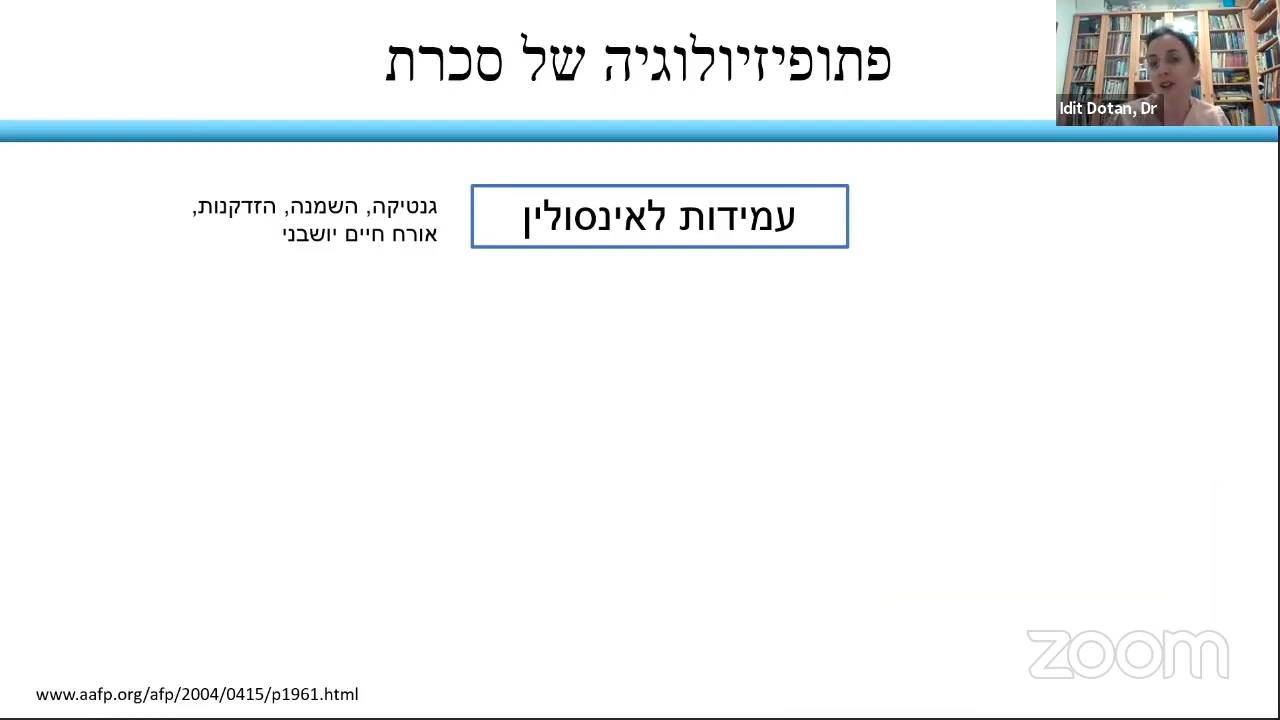 פתופיזיולוגיה של סכרת
Idit Dotan, Dr
עמידות לאינסולין
גנטיקה, השמנה, הזדקנות,
אורח חיים יושבני
zoom
www.aafp.org/afp/2004/0415/p1961.html